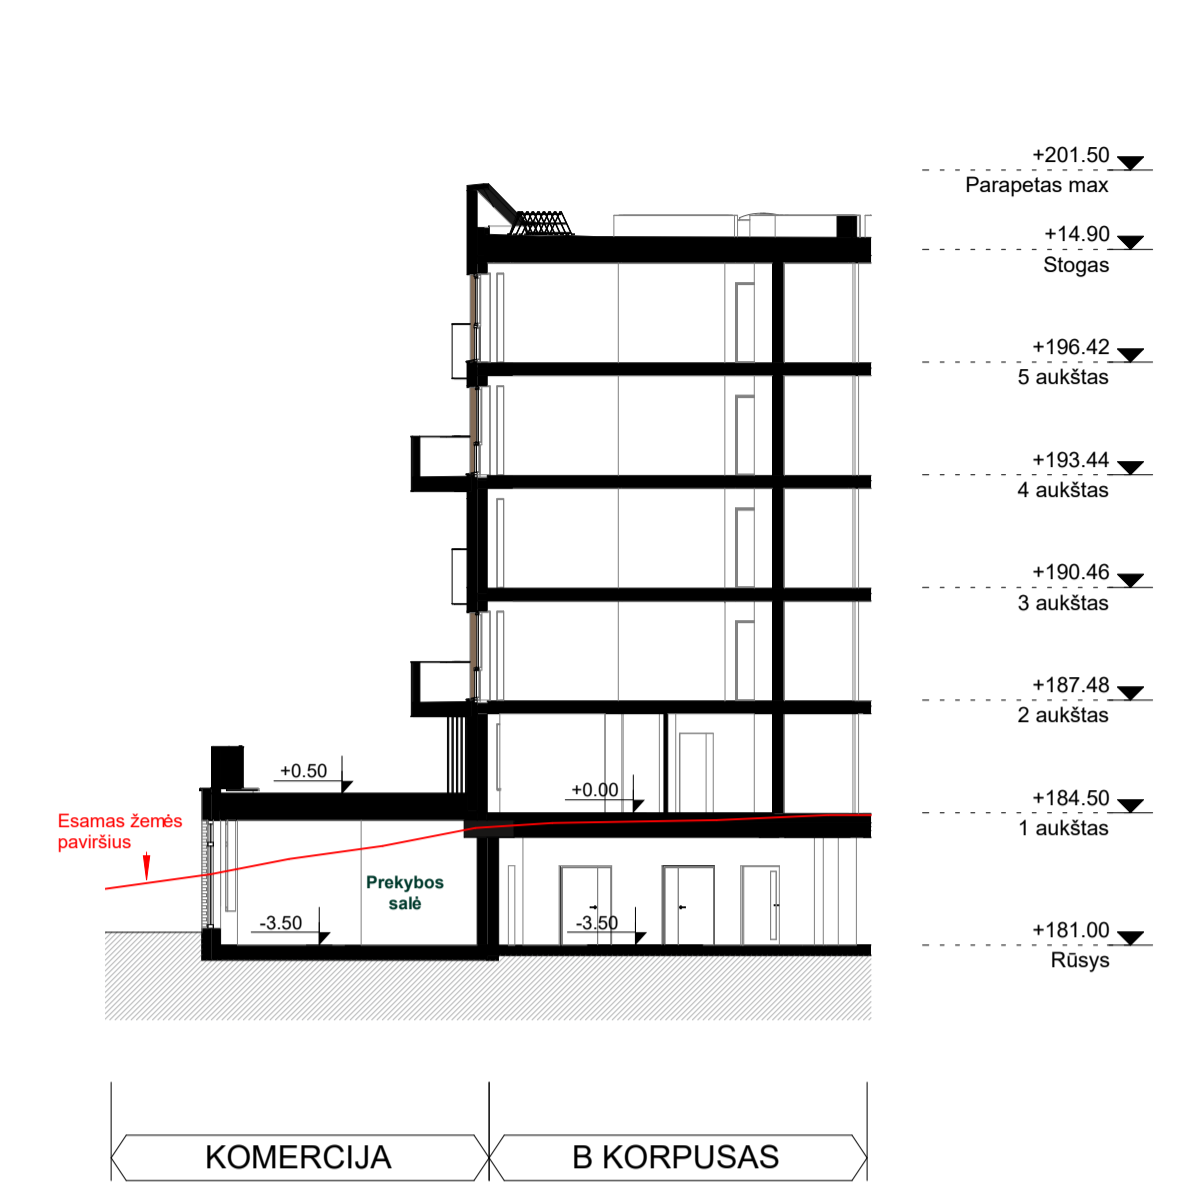 +201.50
Parapetas max
+14.90
Stogas
+196.42
5 aukštas
+193.44
4 aukštas
+190.46
3 aukštas
+187.48
2 aukštas
+0.50
+0.00
+184.50
1 aukštas
Esamas žemės
paviršius
Prekybos
salė
-3.50
-3.50
+181.00
Rūsys
KOMERCIJA
B KORPUSAS